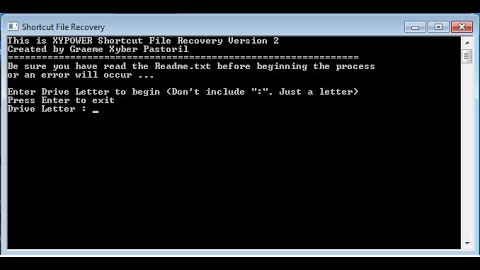 Shortcut File Recovery
This is XYPOWER Shortcut File Recovery Version 2
Created by Graeme Xyber Pastoril
============================================================
Be sure you have read the Readme.txt before beginning the process
or an error will occur ...
Enter Drive Letter to begin (Don't include ":". Just a letter)
Press Enter to exit
Drive Letter : _